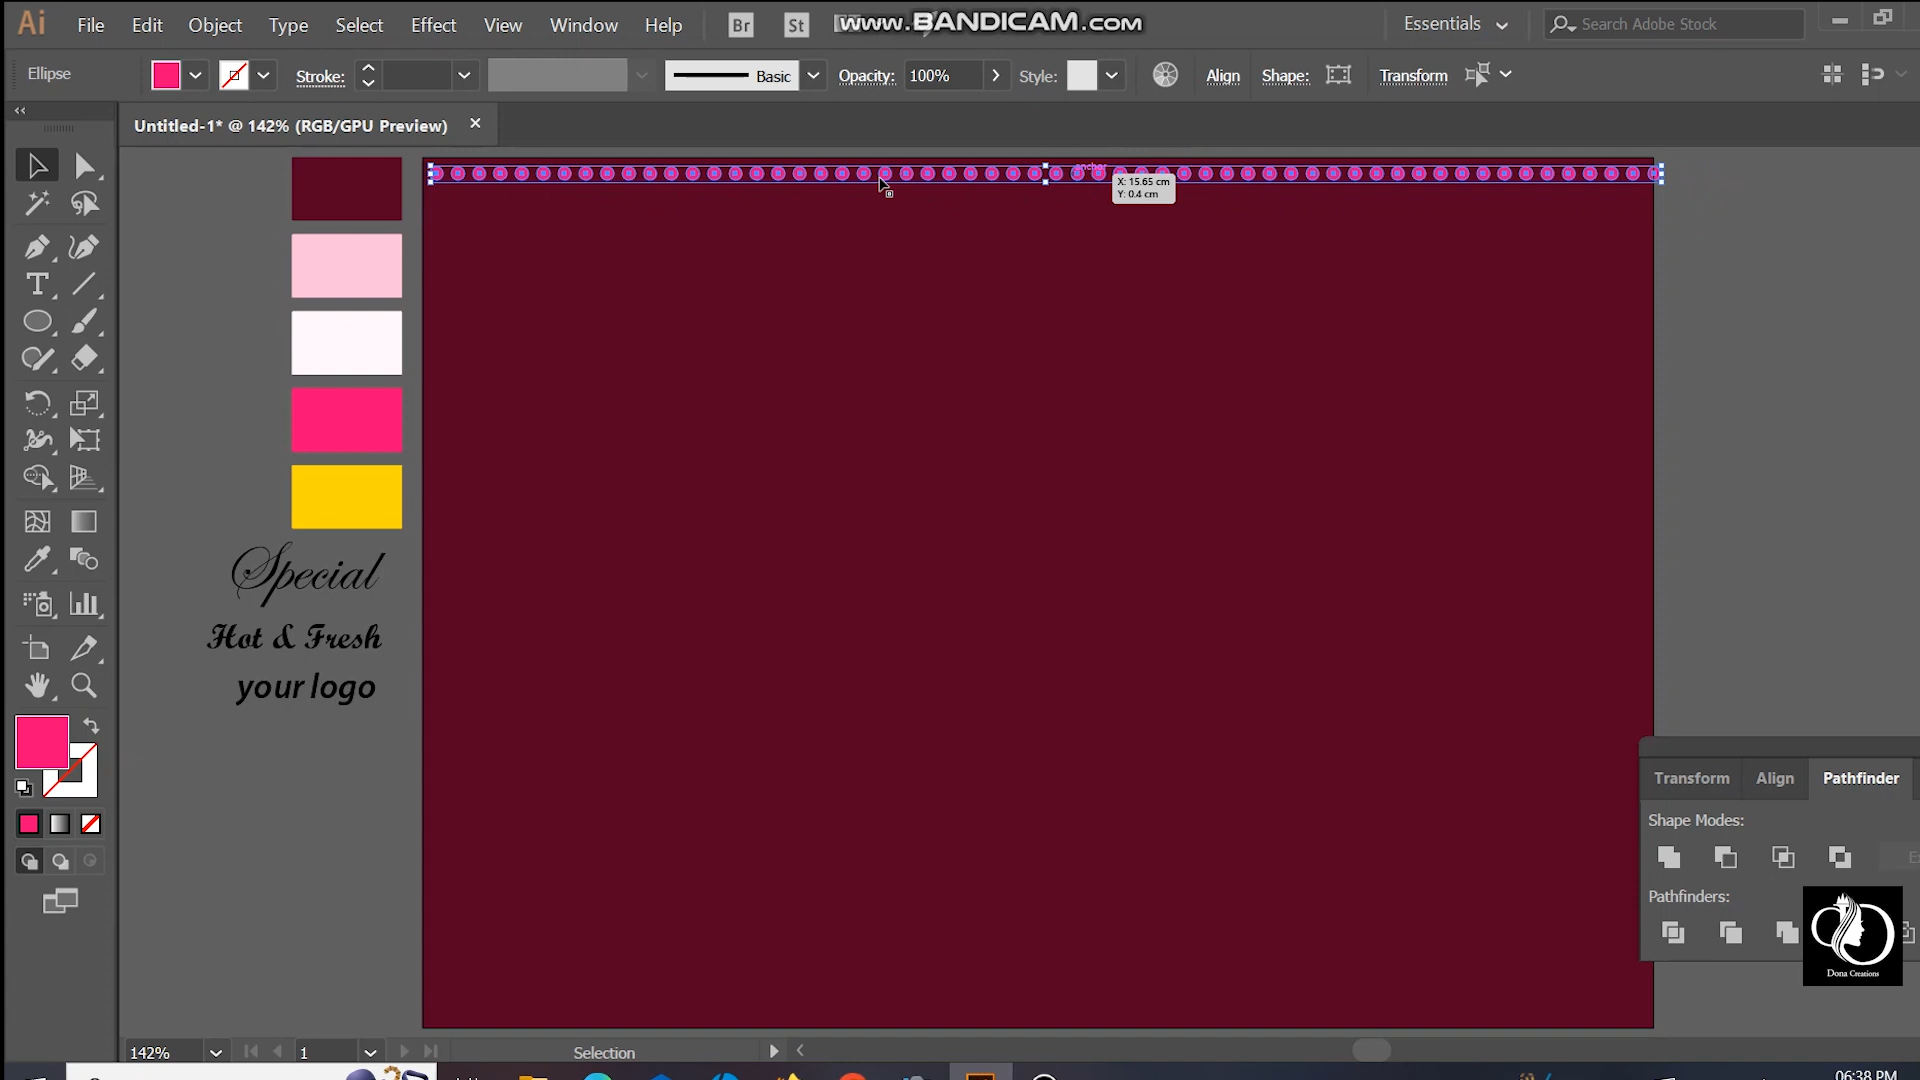 Ai File Edit Object Type Select Effect View Window Help Br St www.BANDICAM.com Essentials Search Adobe Stock
Ellipse Stroke: Basic Opacity: 100% Style: Align Shape: Transform
Untitled-1* @ 142% (RGB/GPU Preview)
anchor
X: 15.65 cm
Y: 0.4 cm
Special
Hot & Fresh
your logo
Transform Align Pathfinder
Shape Modes:
Pathfinders:
Dona Creations
142% 1 Selection
06:38 PM